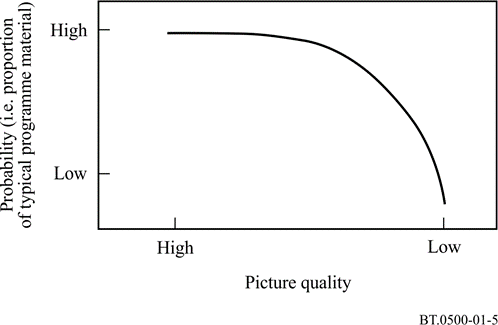 Probability (i.e. proportion
of typical programme material)
High
Low
High
Low
Picture quality
BT.0500-01-5